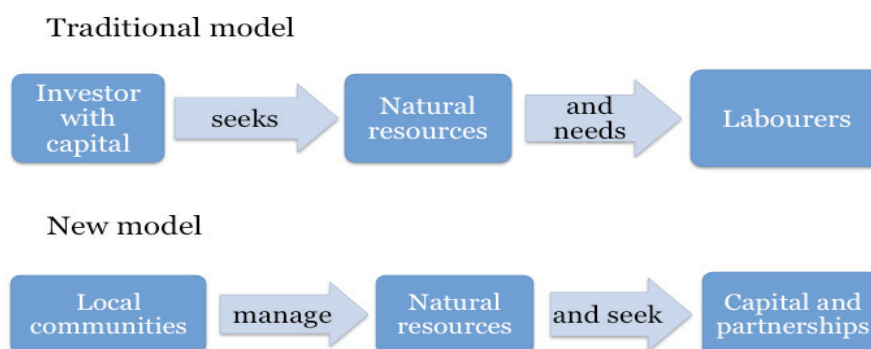 Traditional model
Investor
with
capital
seeks
Natural
resources
and
needs
Labourers
New model
Local
communities
manage
Natural
resources
and seek
Capital and
partnerships